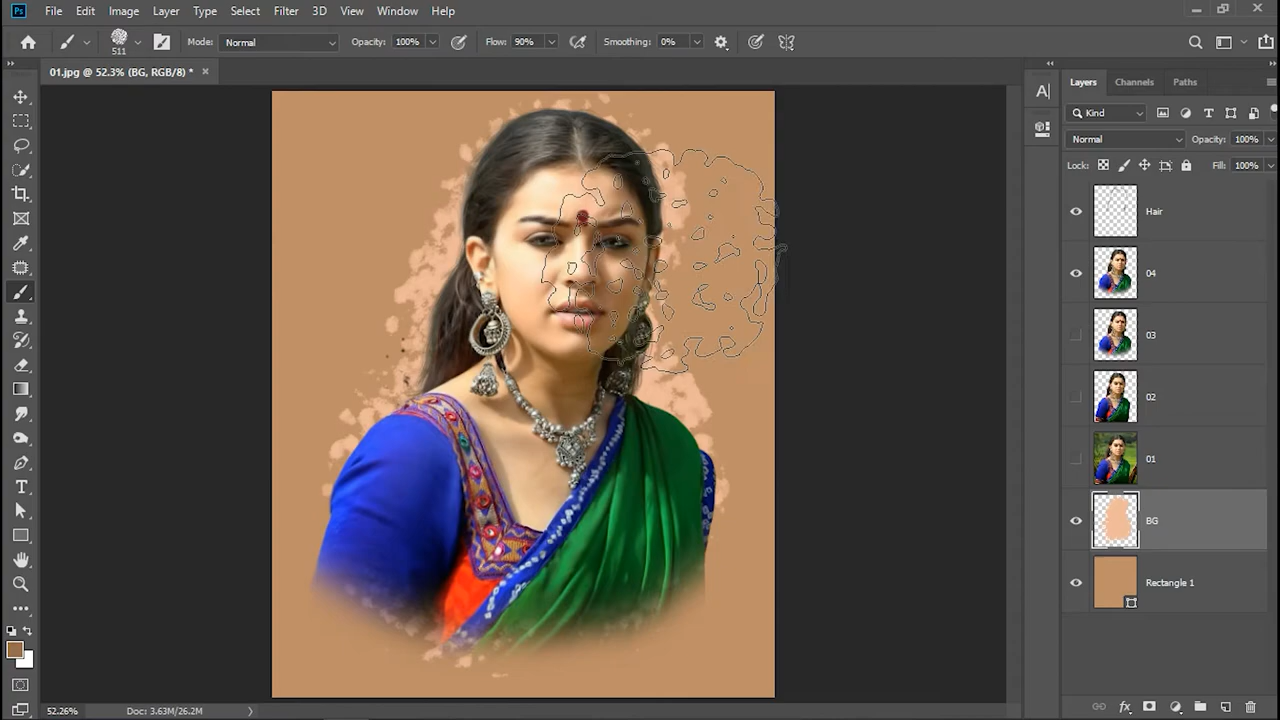 Ps File Edit Image Layer Type Select Filter 3D View Window Help
511 Mode: Normal Opacity: 100% Flow: 90% Smoothing: 0%
01.jpg @ 52.3% (BG, RGB/8) *
A
Layers Channels Paths
Kind
Normal Opacity: 100%
Lock: Fill: 100%
Hair
04
03
02
01
BG
Rectangle 1
52.26% Doc: 3.63M/26.2M